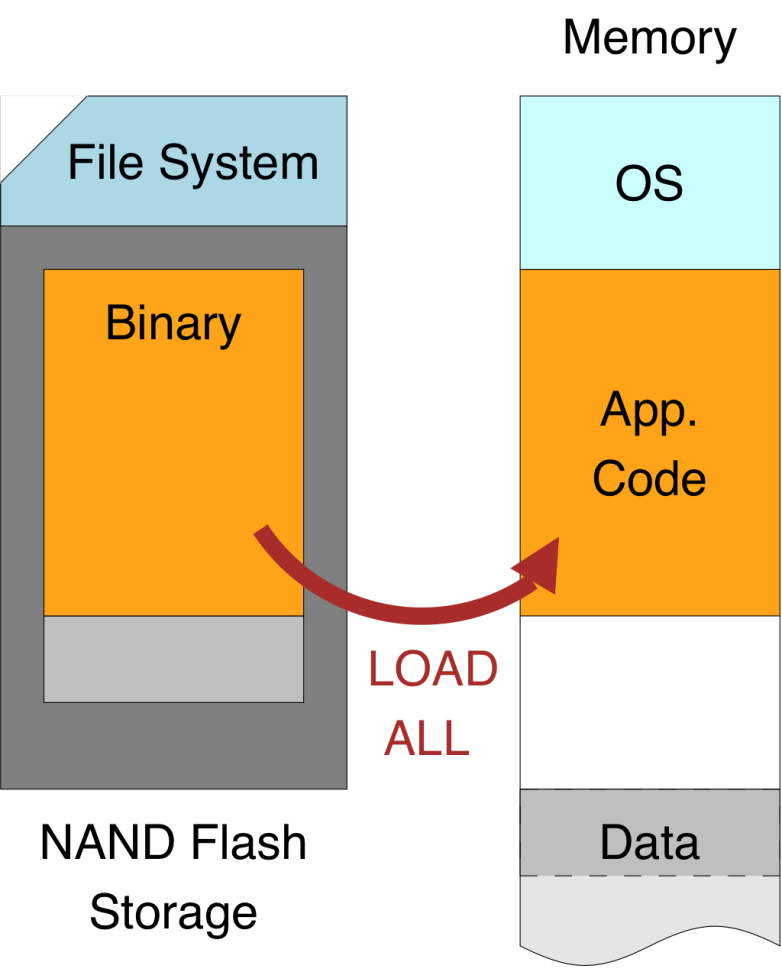 Memory
File System
OS
Binary
App.
Code
LOAD
ALL
NAND Flash
Storage
Data